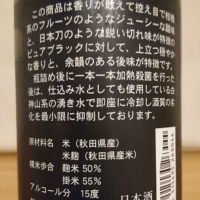 この商品は香りが敢えて控え目で柑橘
系のフルーツのようなジューシーな酸味
と、日本刀のような鋭い切れ味が特徴の
ピュアブラックに対して、上立つ穏やか
な香りと、余韻のある後味が特徴です。
瓶詰め後に一本一本加熱殺菌を行った
後は、仕込み水としても使用している白
神山系の湧き水で即座に冷却し酒質の劣
化を最小限に抑制しております。
原材料名 米(秋田県産)
米麹(秋田県産米)
精米歩合 麹米 50%
掛米 55%
アルコール分 15度
日本酒